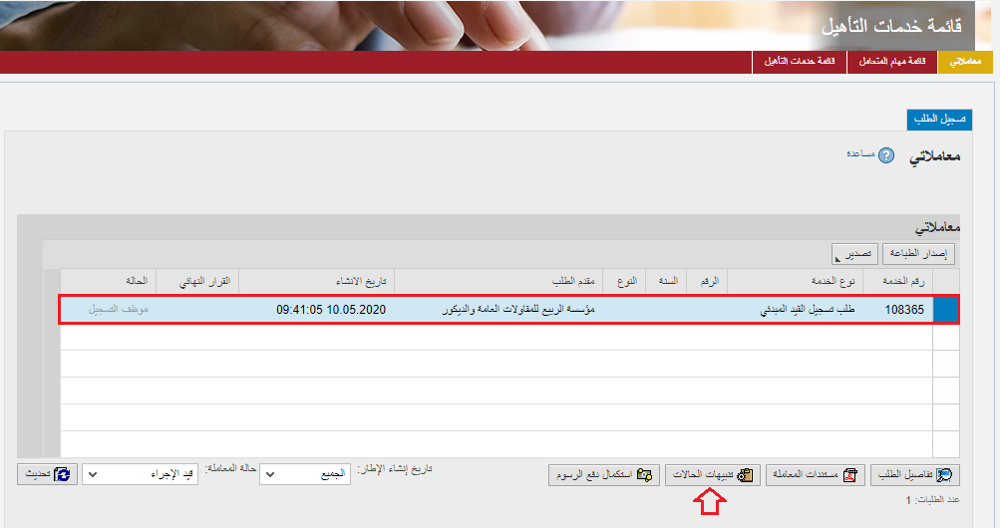 قائمة خدمات التأهيل
معاملاتي قائمة مهام المتعامل قائمة خدمات التأهيل
تسجيل الطلب
معاملاتي مساعدة
معاملاتي
إصدار الطباعة تصدير
رقم الخدمة نوع الخدمة الرقم السنة النوع مقدم الطلب تاريخ الانشاء القرار النهائي الحالة
108365 طلب تسجيل القيد المبدئي مؤسسة الربيع للمقاولات العامة والديكور 10.05.2020 09:41:05 موظف التسجيل
تفاصيل الطلب مستندات المعاملة تنبيهات الحالات استكمال دفع الرسوم تاريخ إنشاء الإطار: الجميع حالة المعاملة: قيد الإجراء تحديث
عدد الطلبات: 1